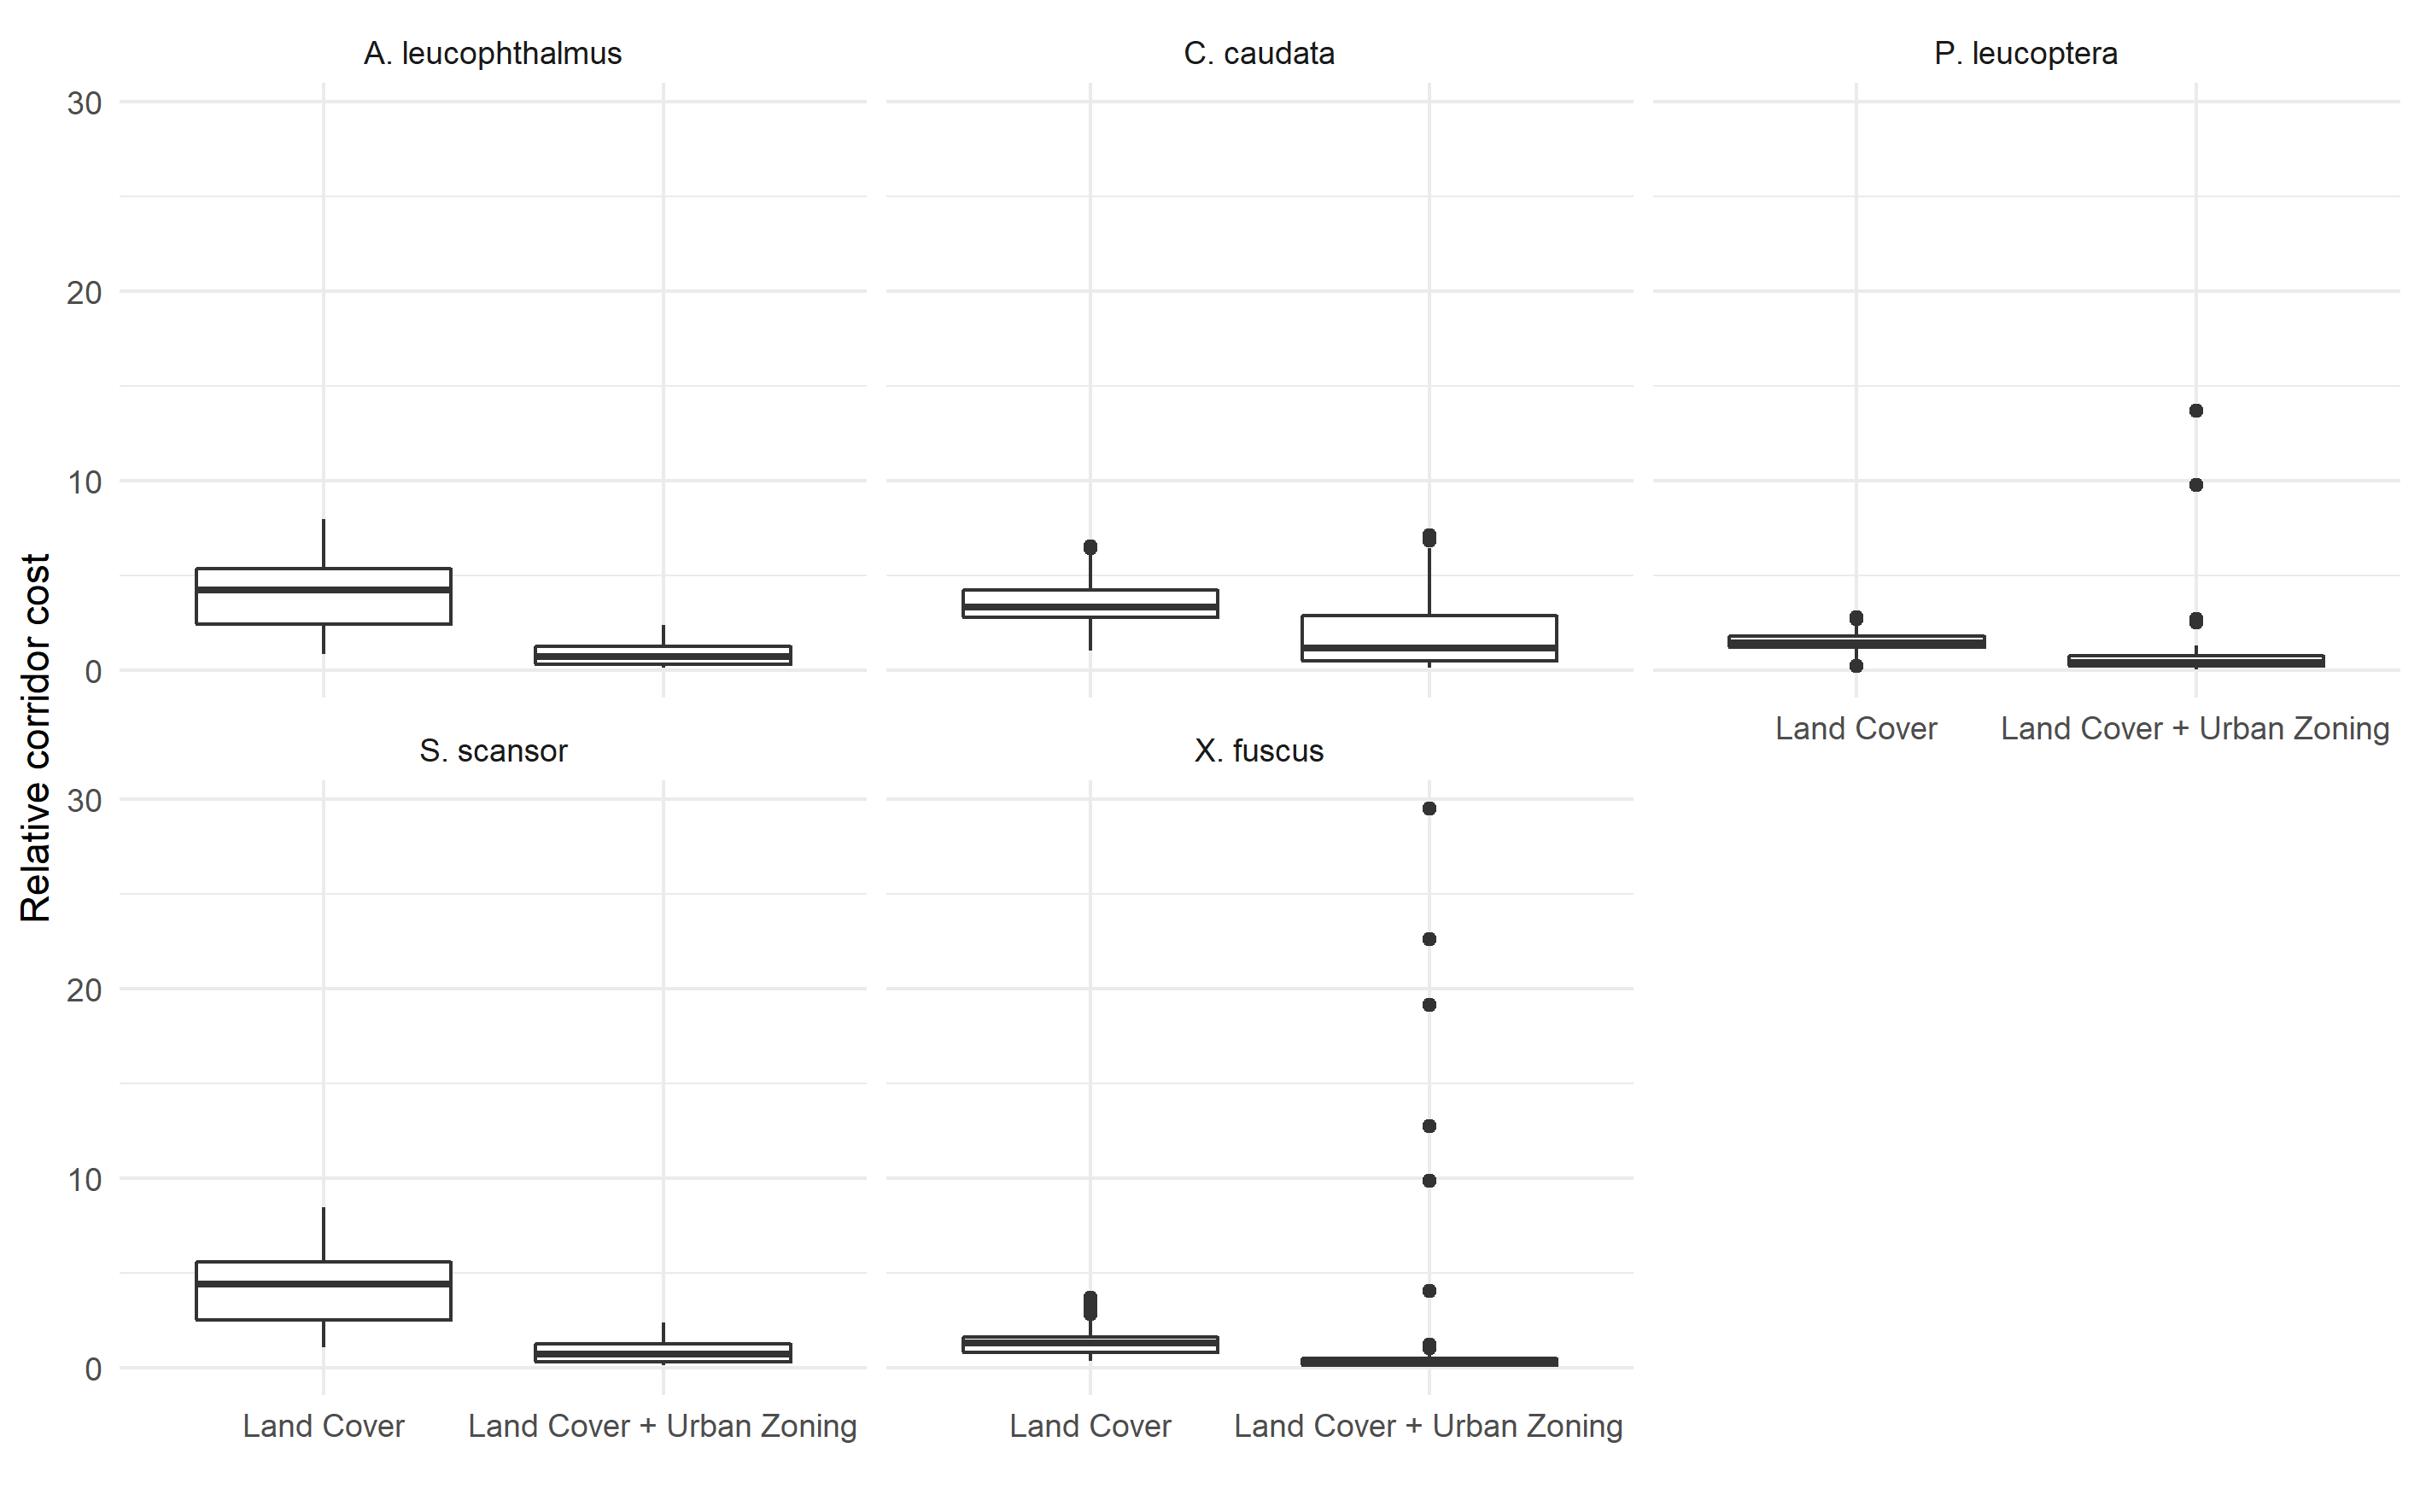 A. leucophthalmus
C. caudata
P. leucoptera
30
20
10
0
Relative corridor cost
Land Cover
Land Cover + Urban Zoning
S. scansor
X. fuscus
30
20
10
0
Land Cover
Land Cover + Urban Zoning
Land Cover
Land Cover + Urban Zoning